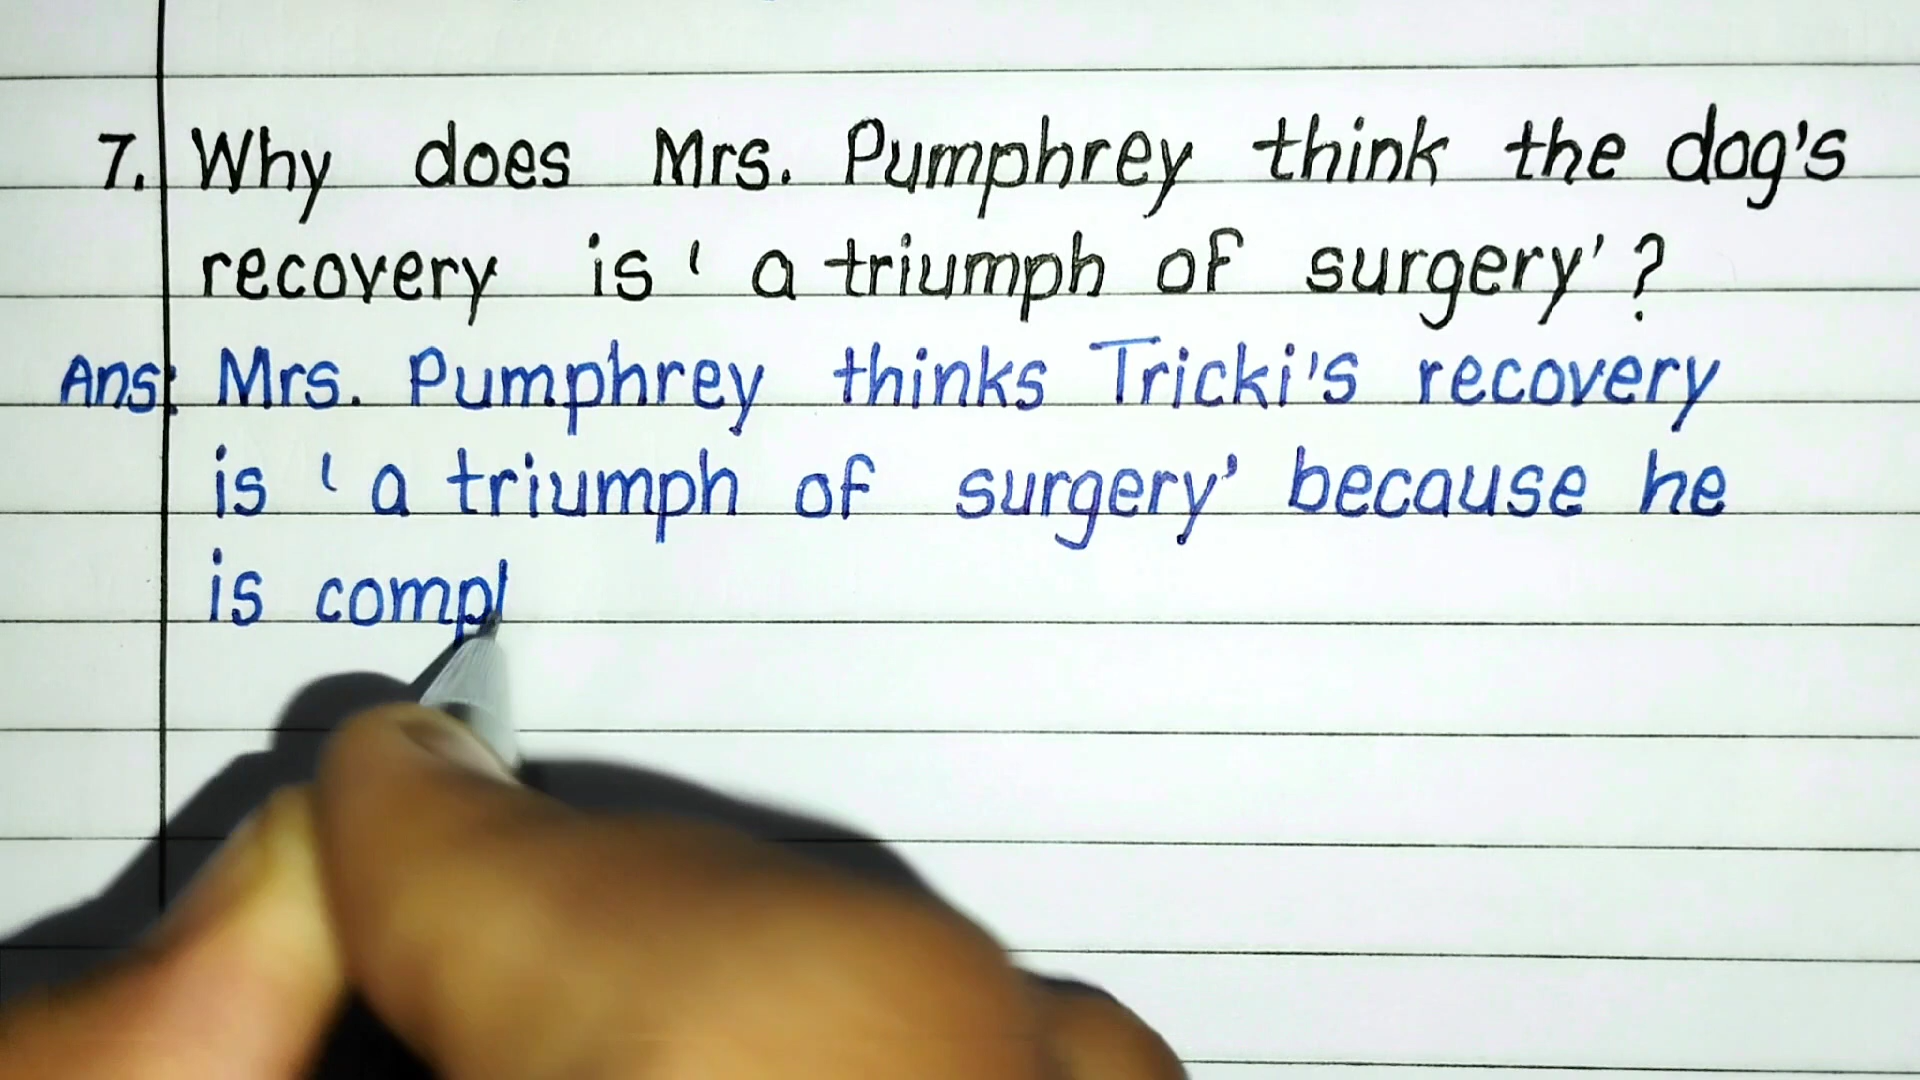 7. Why does Mrs. Pumphrey think the dog's
recovery is ' a triumph of surgery' ?
Ans: Mrs. Pumphrey thinks Tricki's recovery
is ' a triumph of surgery' because he
is compl